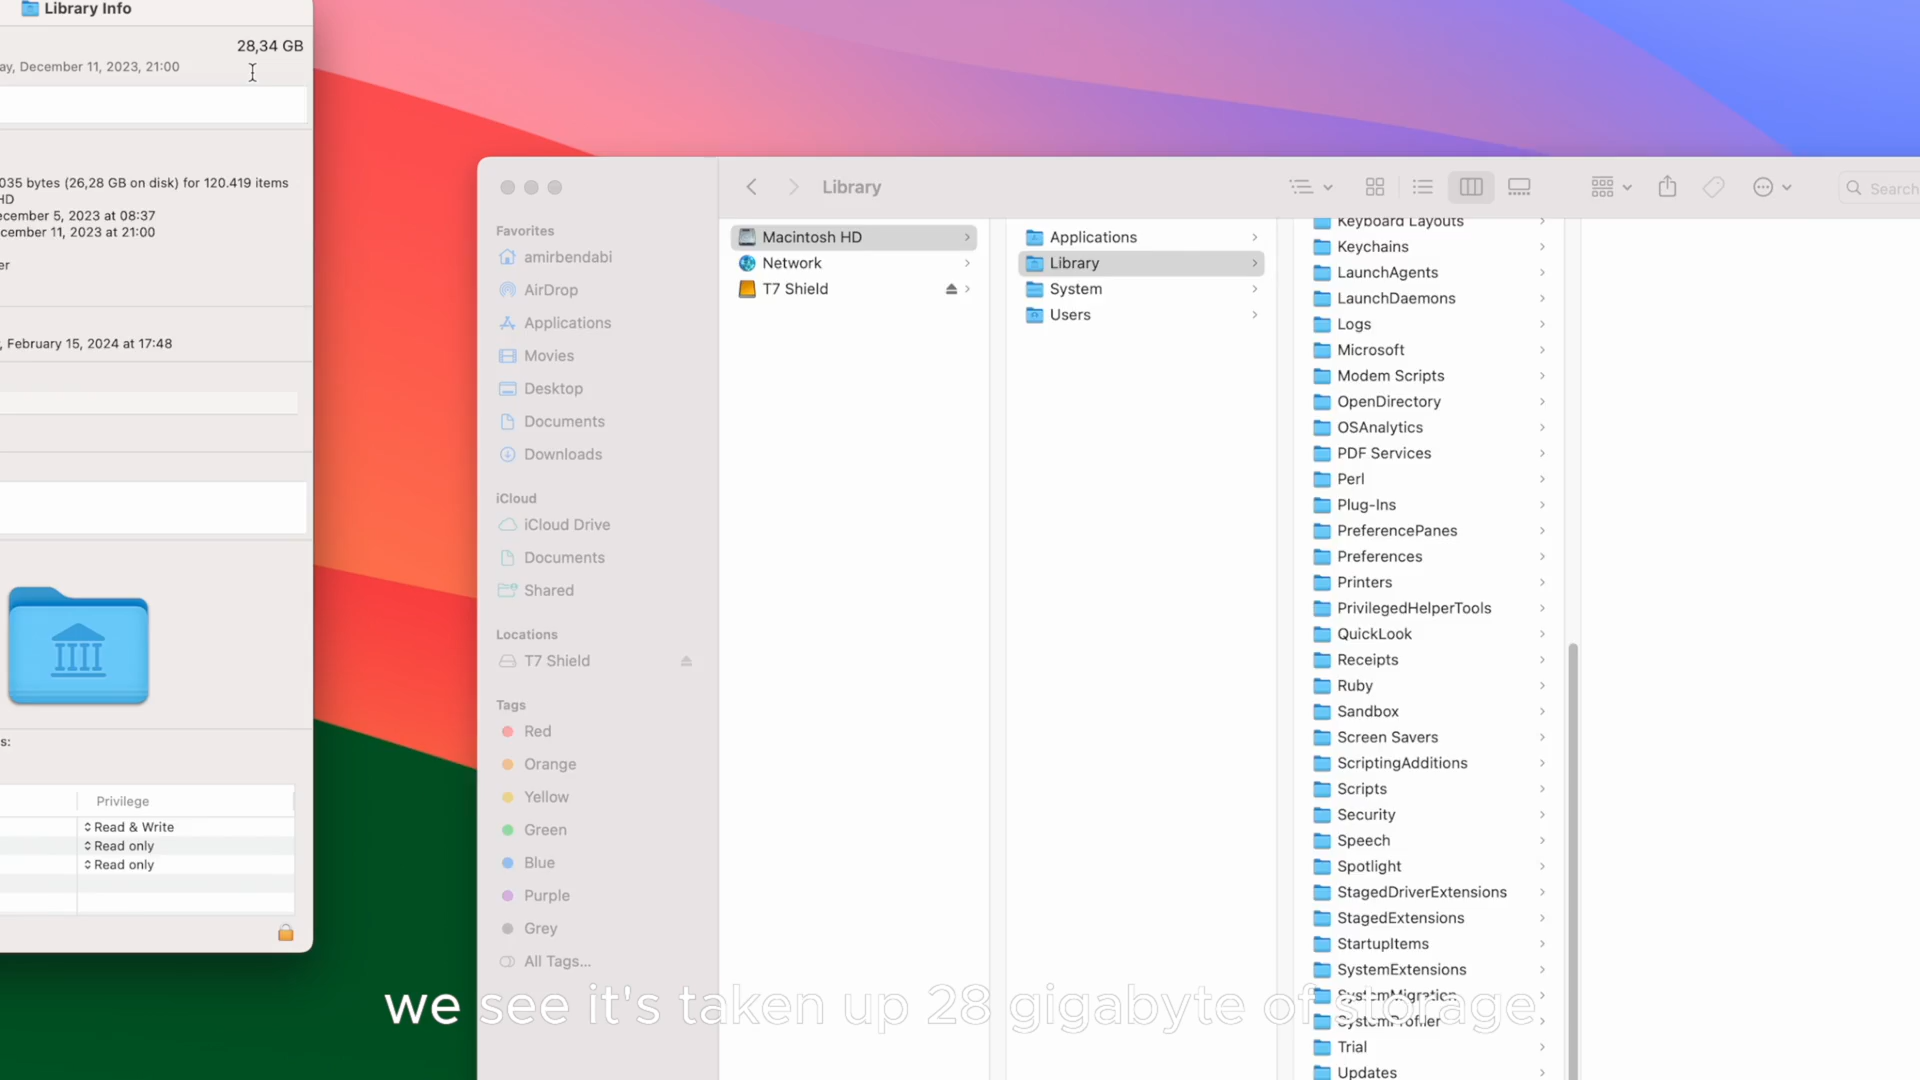 Library Info
28,34 GB
ay, December 11, 2023, 21:00
035 bytes (26,28 GB on disk) for 120.419 items
HD
ecember 5, 2023 at 08:37
cember 11, 2023 at 21:00
er
, February 15, 2024 at 17:48
s:
Privilege
Read & Write
Read only
Read only
Library
Search
Favorites
amirbendabi
AirDrop
Applications
Movies
Desktop
Documents
Downloads
iCloud
iCloud Drive
Documents
Shared
Locations
T7 Shield
Tags
Red
Orange
Yellow
Green
Blue
Purple
Grey
All Tags...
Macintosh HD
Network
T7 Shield
Applications
Library
System
Users
Keyboard Layouts
Keychains
LaunchAgents
LaunchDaemons
Logs
Microsoft
Modem Scripts
OpenDirectory
OSAnalytics
PDF Services
Perl
Plug-Ins
PreferencePanes
Preferences
Printers
PrivilegedHelperTools
QuickLook
Receipts
Ruby
Sandbox
Screen Savers
ScriptingAdditions
Scripts
Security
Speech
Spotlight
StagedDriverExtensions
StagedExtensions
StartupItems
SystemExtensions
SystemMigration
SystemProfiler
Trial
Updates
we see it's taken up 28 gigabyte of storage